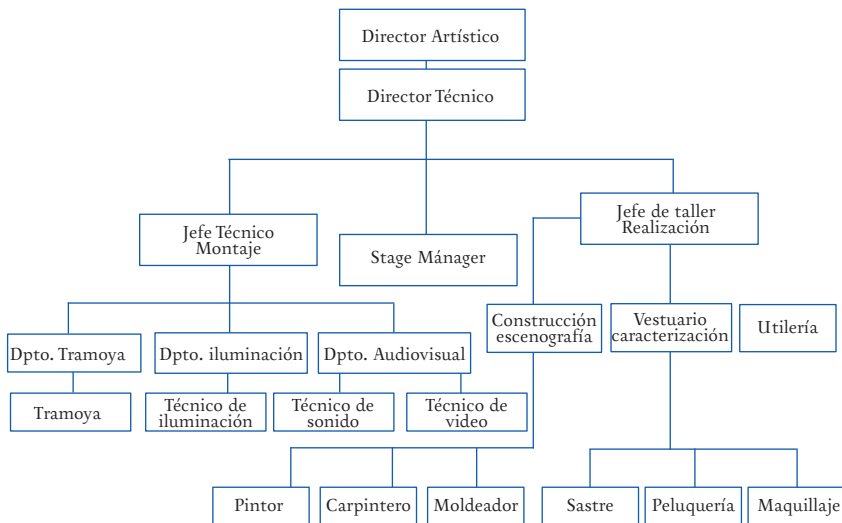 Director Artístico
Director Técnico
Jefe Técnico
Montaje
Stage Mánager
Jefe de taller
Realización
Dpto. Tramoya
Dpto. iluminación
Dpto. Audiovisual
Construcción
escenografía
Vestuario
caracterización
Utilería
Tramoya
Técnico de
iluminación
Técnico de
sonido
Técnico de
video
Pintor
Carpintero
Moldeador
Sastre
Peluquería
Maquillaje